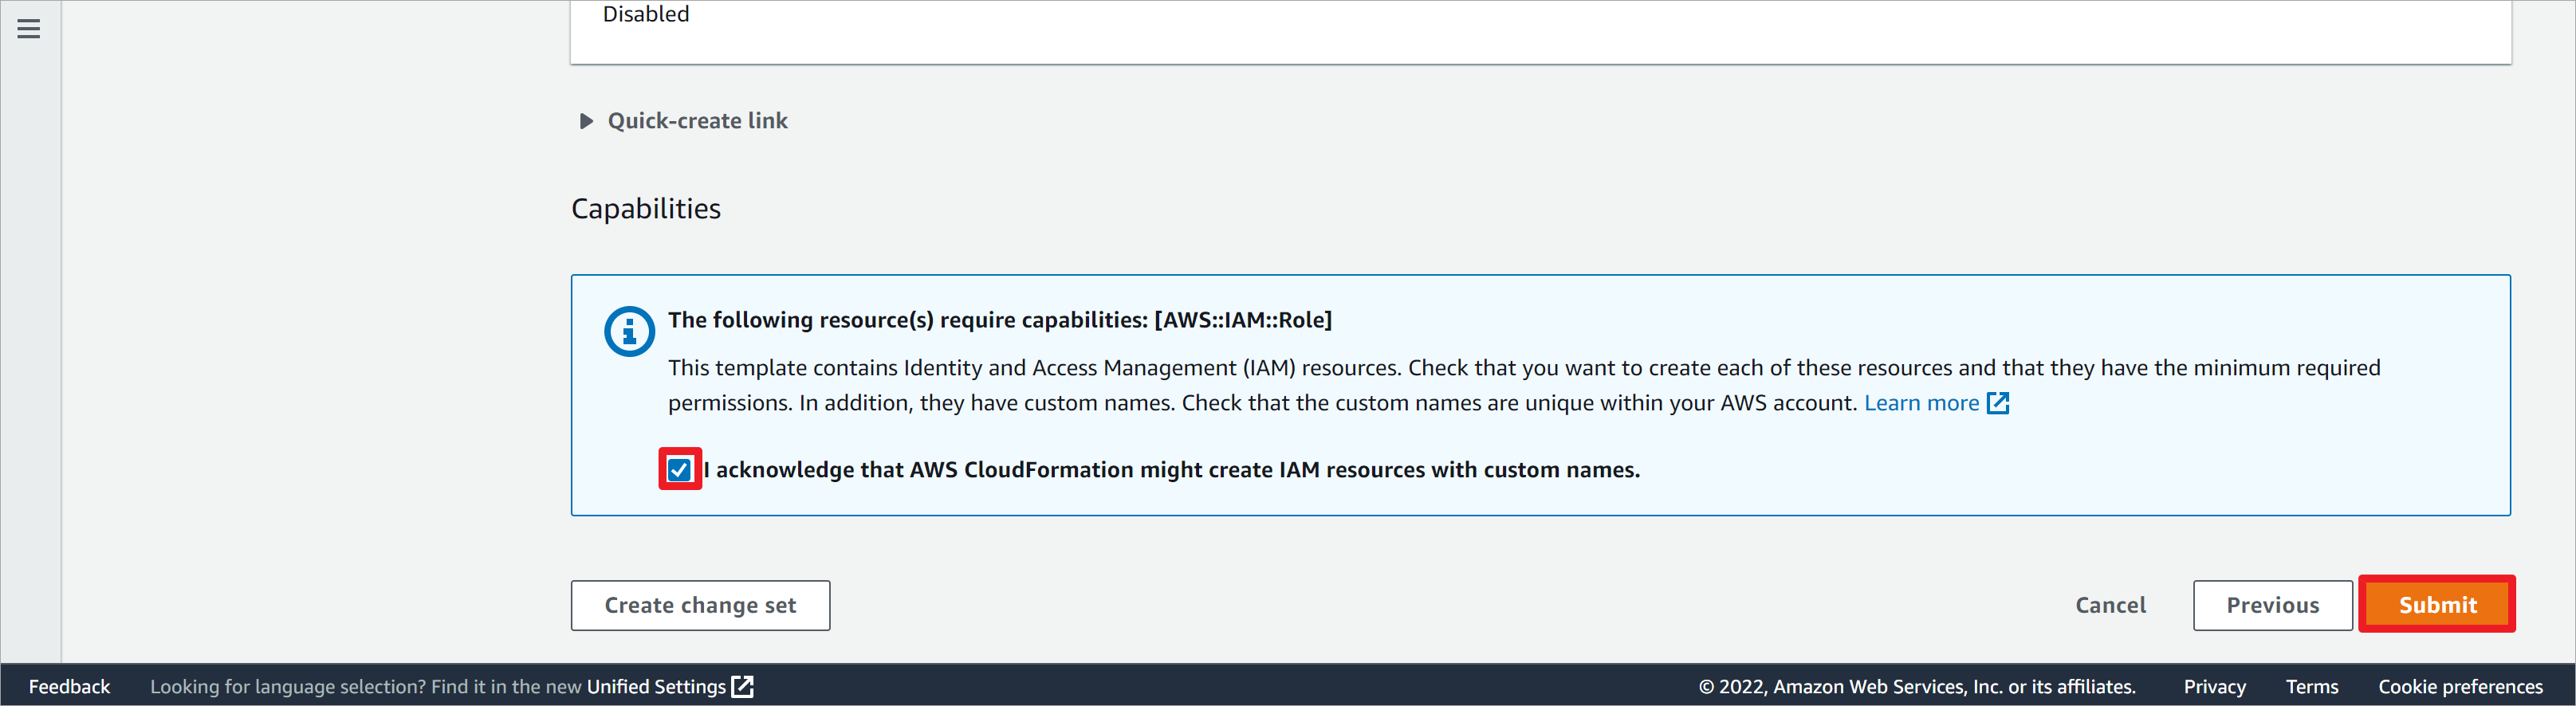 Disabled
Quick-create link
Capabilities
The following resource(s) require capabilities: [AWS::IAM::Role]
This template contains Identity and Access Management (IAM) resources. Check that you want to create each of these resources and that they have the minimum required
permissions. In addition, they have custom names. Check that the custom names are unique within your AWS account. Learn more
I acknowledge that AWS CloudFormation might create IAM resources with custom names.
Create change set Cancel Previous Submit
Feedback Looking for language selection? Find it in the new Unified Settings © 2022, Amazon Web Services, Inc. or its affiliates. Privacy Terms Cookie preferences